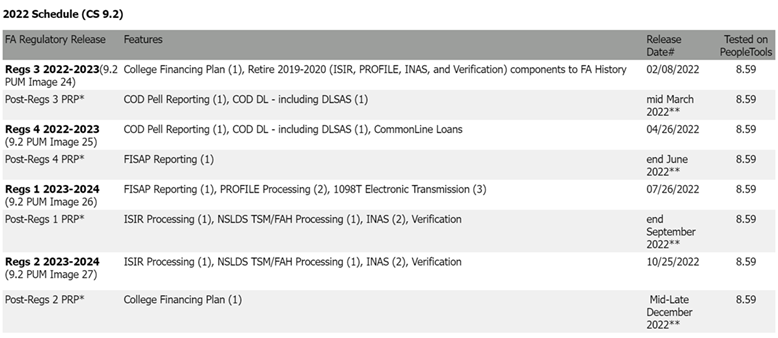 2022 Schedule (CS 9.2)
FA Regulatory Release Features Release Date# Tested on PeopleTools
Regs 3 2022-2023(9.2 PUM Image 24) College Financing Plan (1), Retire 2019-2020 (ISIR, PROFILE, INAS, and Verification) components to FA History 02/08/2022 8.59
Post-Regs 3 PRP* COD Pell Reporting (1), COD DL - including DLSAS (1) mid March 2022** 8.59
Regs 4 2022-2023 (9.2 PUM Image 25) COD Pell Reporting (1), COD DL - including DLSAS (1), CommonLine Loans 04/26/2022 8.59
Post-Regs 4 PRP* FISAP Reporting (1) end June 2022** 8.59
Regs 1 2023-2024 (9.2 PUM Image 26) FISAP Reporting (1), PROFILE Processing (2), 1098T Electronic Transmission (3) 07/26/2022 8.59
Post-Regs 1 PRP* ISIR Processing (1), NSLDS TSM/FAH Processing (1), INAS (2), Verification end September 2022** 8.59
Regs 2 2023-2024 (9.2 PUM Image 27) ISIR Processing (1), NSLDS TSM/FAH Processing (1), INAS (2), Verification 10/25/2022 8.59
Post-Regs 2 PRP* College Financing Plan (1) Mid-Late December 2022** 8.59